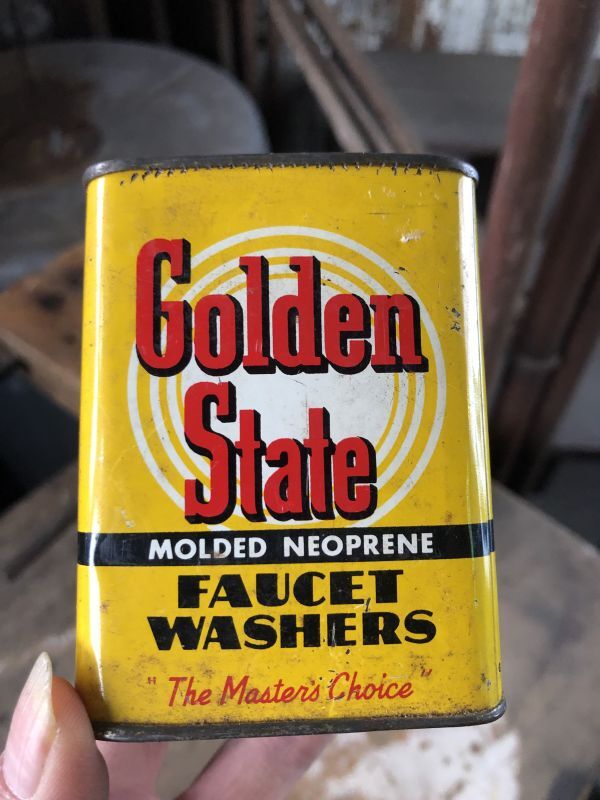 Golden
State
MOLDED NEOPRENE
FAUCET
WASHERS
"The Master's Choice"